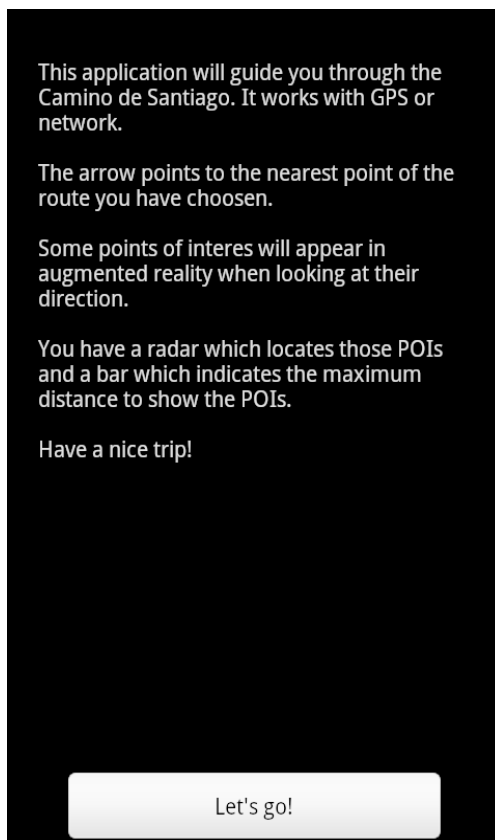 This application will guide you through the
Camino de Santiago. It works with GPS or
network.
The arrow points to the nearest point of the
route you have choosen.
Some points of interes will appear in
augmented reality when looking at their
direction.
You have a radar which locates those POIs
and a bar which indicates the maximum
distance to show the POIs.
Have a nice trip!
Let's go!